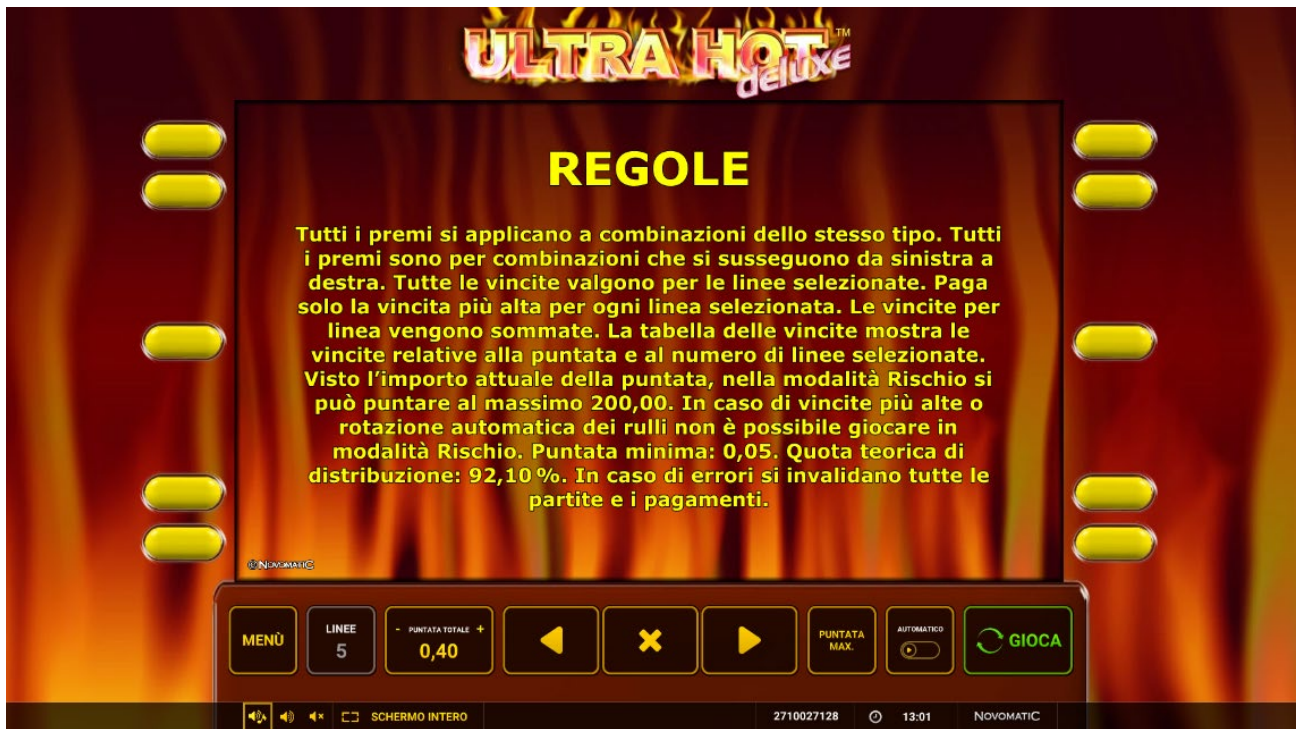 ULTRA HOT™
deluxe
REGOLE
Tutti i premi si applicano a combinazioni dello stesso tipo. Tutti
i premi sono per combinazioni che si susseguono da sinistra a
destra. Tutte le vincite valgono per le linee selezionate. Paga
solo la vincita più alta per ogni linea selezionata. Le vincite per
linea vengono sommate. La tabella delle vincite mostra le
vincite relative alla puntata e al numero di linee selezionate.
Visto l’importo attuale della puntata, nella modalità Rischio si
può puntare al massimo 200,00. In caso di vincite più alte o
rotazione automatica dei rulli non è possibile giocare in
modalità Rischio. Puntata minima: 0,05. Quota teorica di
distribuzione: 92,10 %. In caso di errori si invalidano tutte le
partite e i pagamenti.
© NOVOMATIC
MENÙ
LINEE
5
- PUNTATA TOTALE +
0,40
PUNTATA
MAX.
AUTOMATICO
GIOCA
SCHERMO INTERO
2710027128
13:01
NOVOMATIC